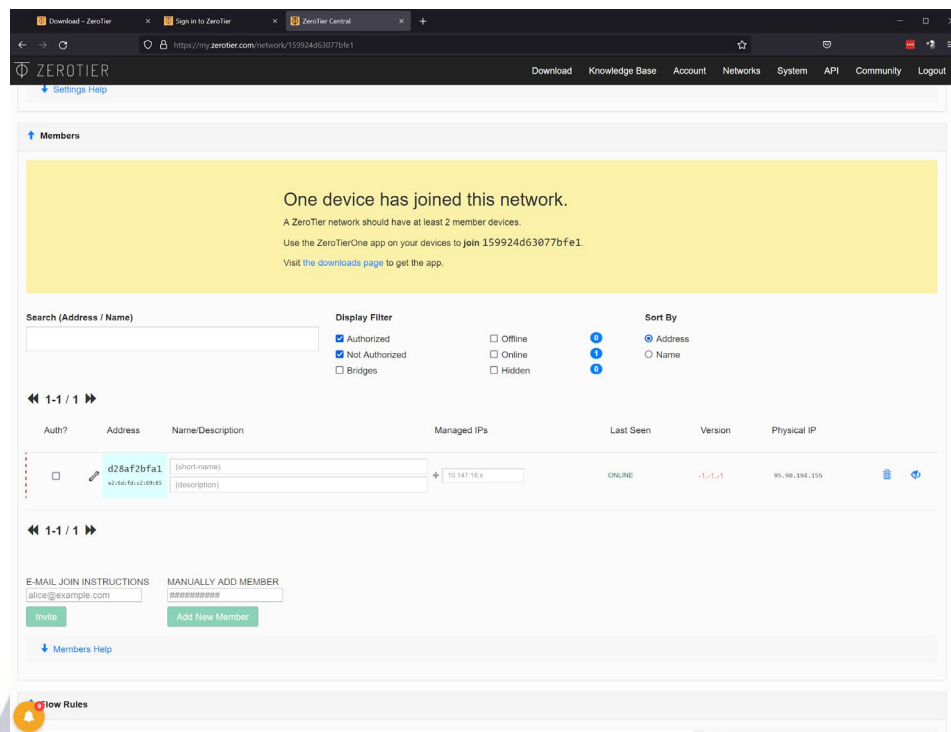 Download – ZeroTier
Sign in to ZeroTier
ZeroTier Central
https://my.zerotier.com/network/159924d63077bfe1
ZEROTIER
Download Knowledge Base Account Networks System API Community Logout
Settings Help
Members
One device has joined this network.
A ZeroTier network should have at least 2 member devices.
Use the ZeroTierOne app on your devices to join 159924d63077bfe1.
Visit the downloads page to get the app.
Search (Address / Name)
Display Filter
Sort By
Authorized Offline 0 Address
Not Authorized Online 1 Name
Bridges Hidden 0
1-1 / 1
Auth? Address Name/Description Managed IPs Last Seen Version Physical IP
d28af2bfa1 (short-name) 10.147.18.x ONLINE -1.-1.-1 95.90.194.155
(description)
1-1 / 1
E-MAIL JOIN INSTRUCTIONS MANUALLY ADD MEMBER
alice@example.com ##########
Invite Add New Member
Members Help
Flow Rules